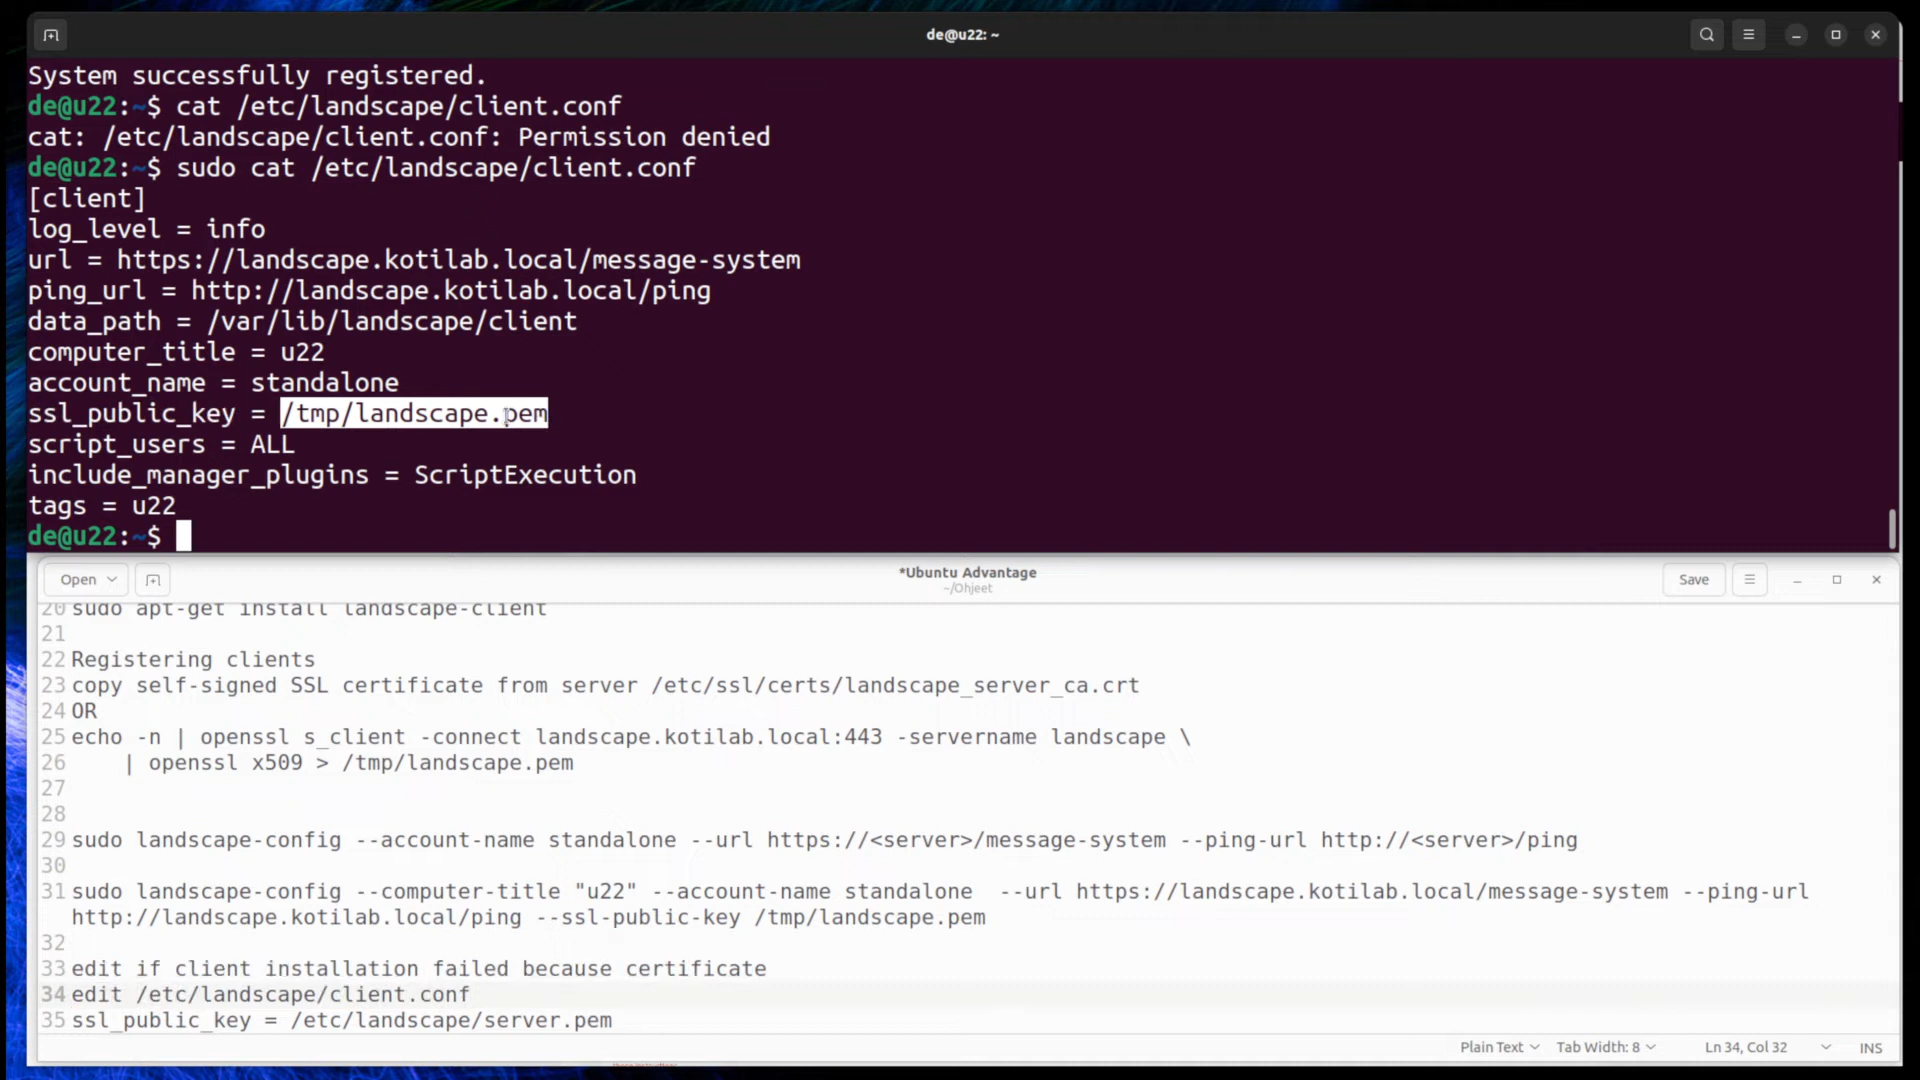 de@u22: ~
System successfully registered.
de@u22:~$ cat /etc/landscape/client.conf
cat: /etc/landscape/client.conf: Permission denied
de@u22:~$ sudo cat /etc/landscape/client.conf
[client]
log_level = info
url = https://landscape.kotilab.local/message-system
ping_url = http://landscape.kotilab.local/ping
data_path = /var/lib/landscape/client
computer_title = u22
account_name = standalone
ssl_public_key = /tmp/landscape.pem
script_users = ALL
include_manager_plugins = ScriptExecution
tags = u22
de@u22:~$
Open
*Ubuntu Advantage
~/Ohjeet
Save
20 sudo apt-get install landscape-client
21
22 Registering clients
23 copy self-signed SSL certificate from server /etc/ssl/certs/landscape_server_ca.crt
24 OR
25 echo -n | openssl s_client -connect landscape.kotilab.local:443 -servername landscape \
26     | openssl x509 > /tmp/landscape.pem
27
28
29 sudo landscape-config --account-name standalone --url https://<server>/message-system --ping-url http://<server>/ping
30
31 sudo landscape-config --computer-title "u22" --account-name standalone  --url https://landscape.kotilab.local/message-system --ping-url
http://landscape.kotilab.local/ping --ssl-public-key /tmp/landscape.pem
32
33 edit if client installation failed because certificate
34 edit /etc/landscape/client.conf
35 ssl_public_key = /etc/landscape/server.pem
Plain Text
Tab Width: 8
Ln 34, Col 32
INS